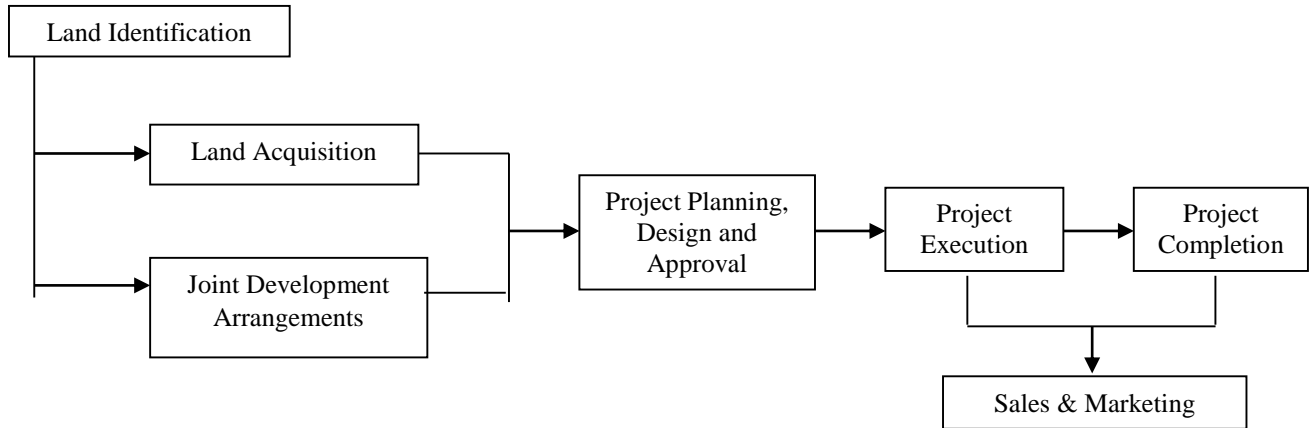 Land Identification
Land Acquisition
Joint Development
Arrangements
Project Planning,
Design and
Approval
Project
Execution
Project
Completion
Sales & Marketing